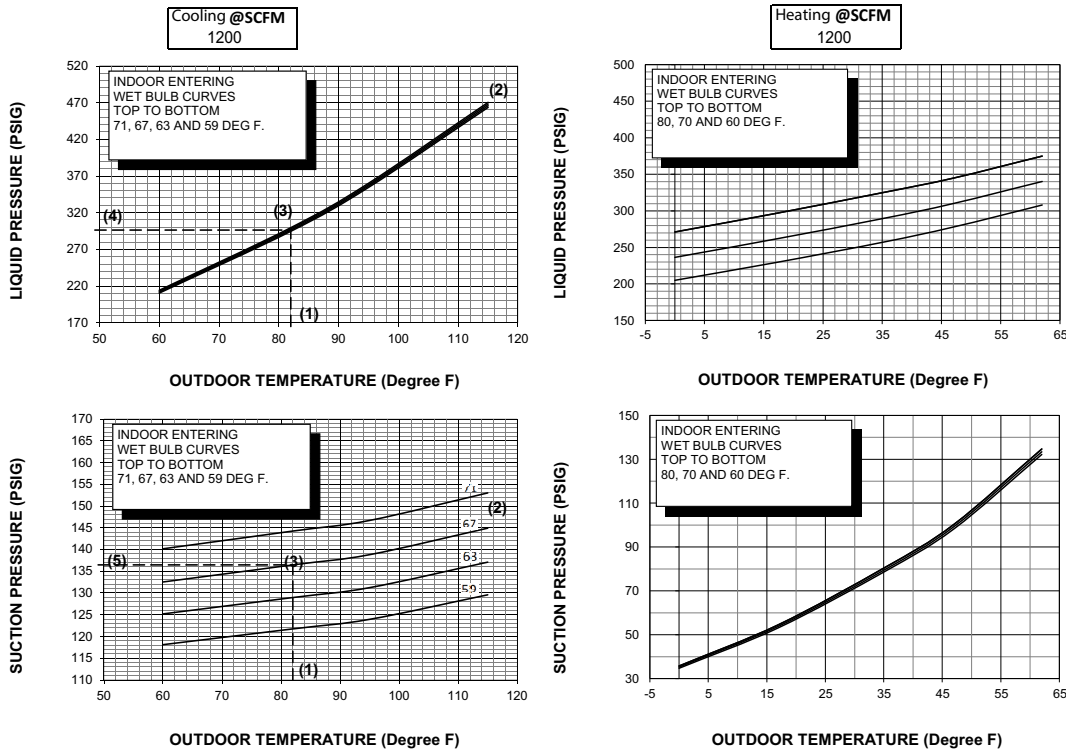 Cooling @SCFM
1200
Heating @SCFM
1200
520
470
420
370
320
270
220
170
INDOOR ENTERING
WET BULB CURVES
TOP TO BOTTOM
71, 67, 63 AND 59 DEG F.
(2)
(3)
(4)
(1)
50 60 70 80 90 100 110 120
LIQUID PRESSURE (PSIG)
OUTDOOR TEMPERATURE (Degree F)
500
450
400
350
300
250
200
150
INDOOR ENTERING
WET BULB CURVES
TOP TO BOTTOM
80, 70 AND 60 DEG F.
-5 5 15 25 35 45 55 65
LIQUID PRESSURE (PSIG)
OUTDOOR TEMPERATURE (Degree F)
170
165
160
155
150
145
140
135
130
125
120
115
110
INDOOR ENTERING
WET BULB CURVES
TOP TO BOTTOM
71, 67, 63 AND 59 DEG F.
71
(2)
67
63
59
(5)
(3)
(1)
50 60 70 80 90 100 110 120
SUCTION PRESSURE (PSIG)
OUTDOOR TEMPERATURE (Degree F)
150
130
110
90
70
50
30
INDOOR ENTERING
WET BULB CURVES
TOP TO BOTTOM
80, 70 AND 60 DEG F.
-5 5 15 25 35 45 55 65
SUCTION PRESSURE (PSIG)
OUTDOOR TEMPERATURE (Degree F)